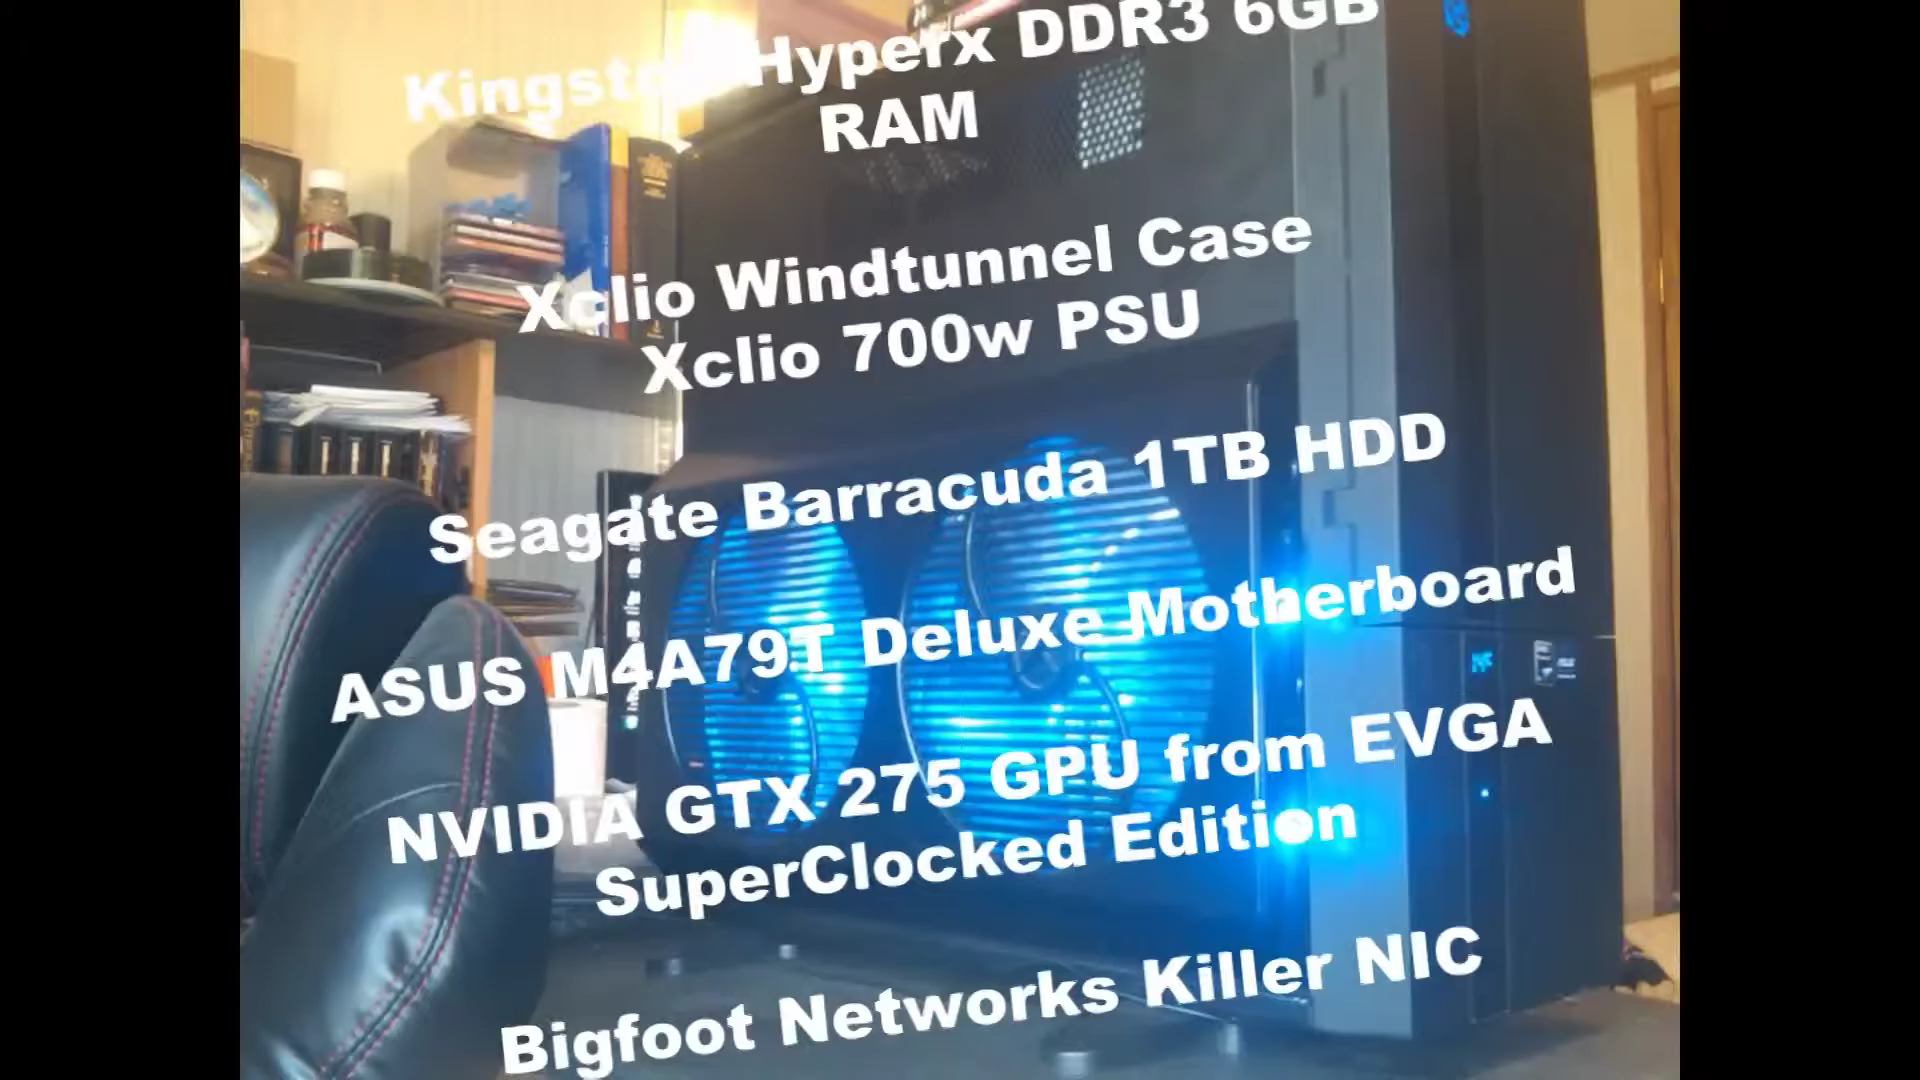 Kingston Hyperx DDR3 6GB
RAM
Xclio Windtunnel Case
Xclio 700w PSU
Seagate Barracuda 1TB HDD
ASUS M4A79T Deluxe Motherboard
NVIDIA GTX 275 GPU from EVGA
SuperClocked Edition
Bigfoot Networks Killer NIC